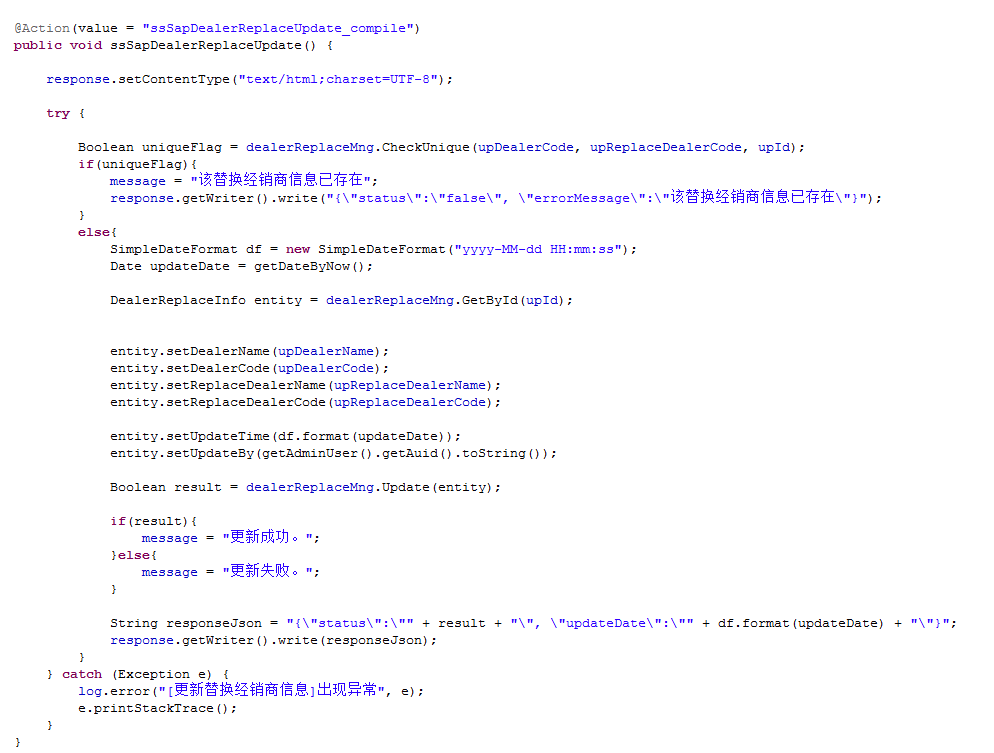 @Action(value = "ssSapDealerReplaceUpdate_compile")
public void ssSapDealerReplaceUpdate() {
response.setContentType("text/html;charset=UTF-8");
try {
Boolean uniqueFlag = dealerReplaceMng.CheckUnique(upDealerCode, upReplaceDealerCode, upId);
if(uniqueFlag){
message = "该替换经销商信息已存在";
response.getWriter().write("{\"status\":\"false\", \"errorMessage\":\"该替换经销商信息已存在\"}");
}
else{
SimpleDateFormat df = new SimpleDateFormat("yyyy-MM-dd HH:mm:ss");
Date updateDate = getDateByNow();
DealerReplaceInfo entity = dealerReplaceMng.GetById(upId);
entity.setDealerName(upDealerName);
entity.setDealerCode(upDealerCode);
entity.setReplaceDealerName(upReplaceDealerName);
entity.setReplaceDealerCode(upReplaceDealerCode);
entity.setUpdateTime(df.format(updateDate));
entity.setUpdateBy(getAdminUser().getAuid().toString());
Boolean result = dealerReplaceMng.Update(entity);
if(result){
message = "更新成功。";
}else{
message = "更新失败。";
}
String responseJson = "{\"status\":\"" + result + "\", \"updateDate\":\"" + df.format(updateDate) + "\"}";
response.getWriter().write(responseJson);
}
} catch (Exception e) {
log.error("[更新替换经销商信息]出现异常", e);
e.printStackTrace();
}
}